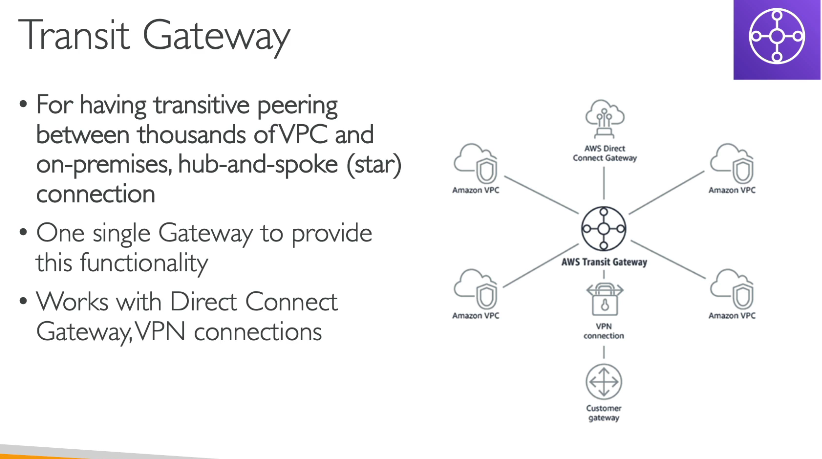 Transit Gateway
• For having transitive peering
between thousands of VPC and
on-premises, hub-and-spoke (star)
connection
• One single Gateway to provide
this functionality
• Works with Direct Connect
Gateway, VPN connections
AWS Direct
Connect Gateway
Amazon VPC
Amazon VPC
AWS Transit Gateway
Amazon VPC
Amazon VPC
VPN
connection
Customer
gateway